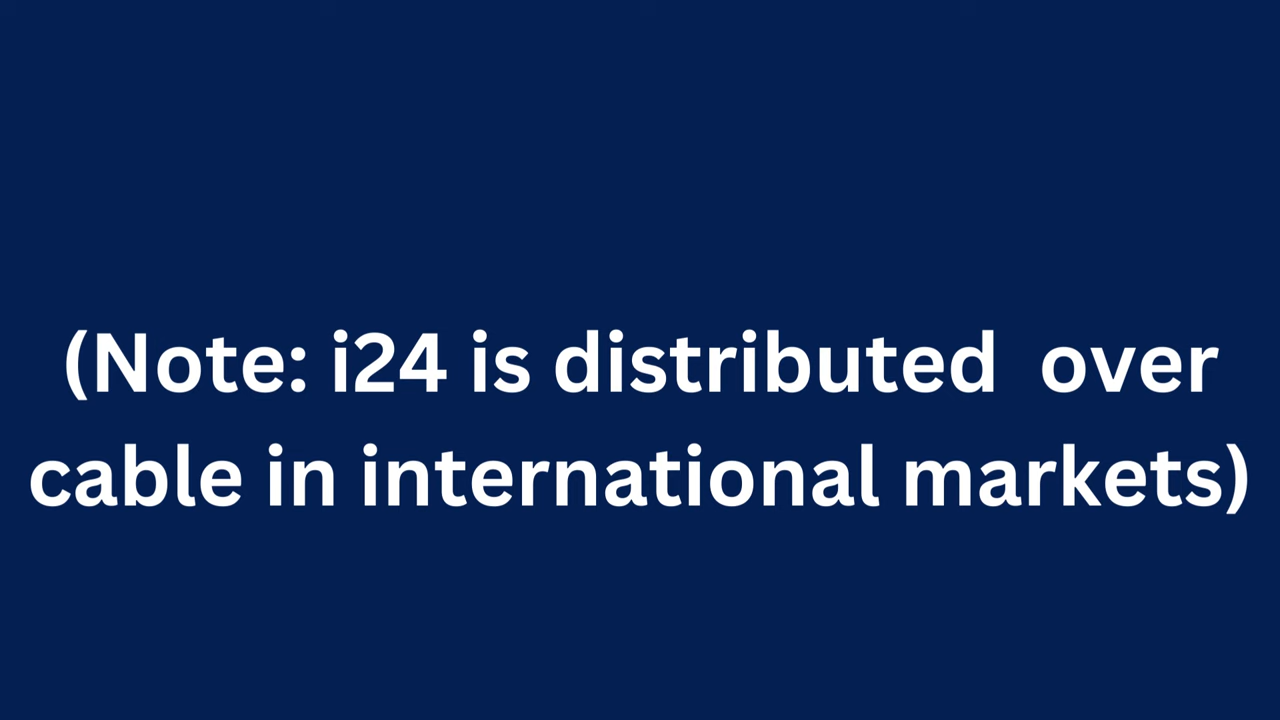 (Note: i24 is distributed  over
cable in international markets)